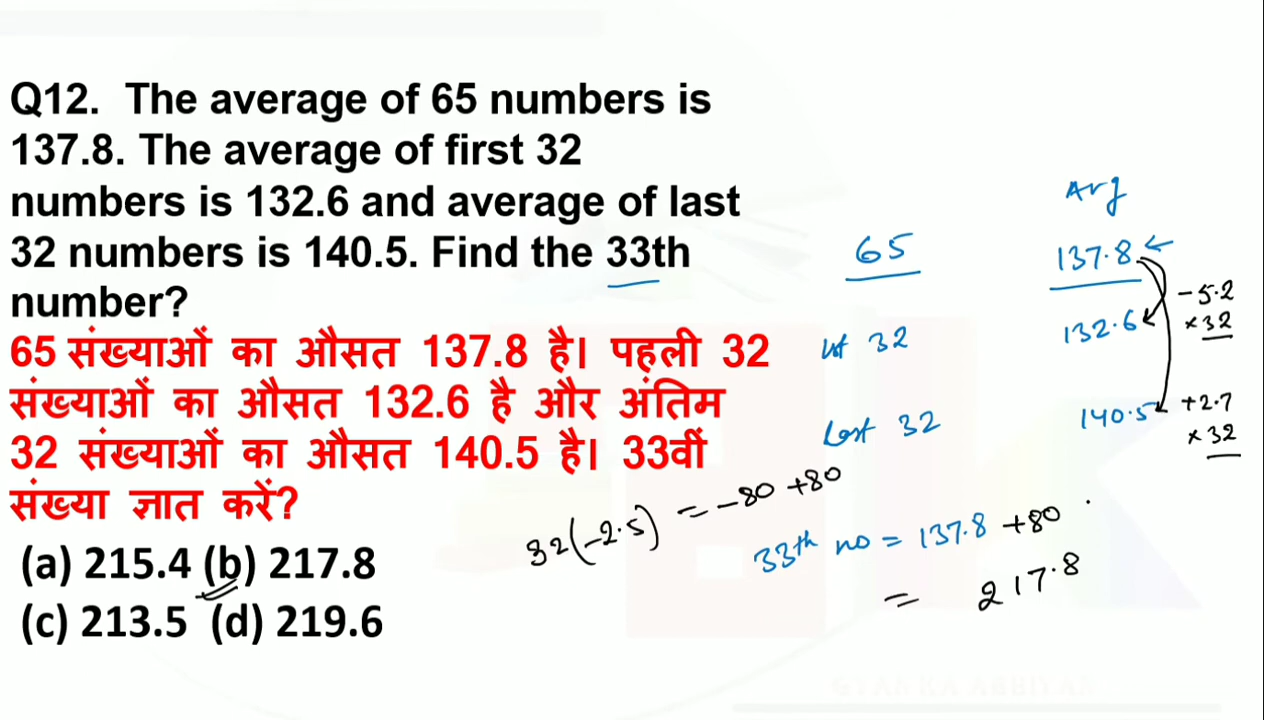 Q12. The average of 65 numbers is
137.8. The average of first 32
numbers is 132.6 and average of last
32 numbers is 140.5. Find the 33th
number?
65 संख्याओं का औसत 137.8 है। पहली 32
संख्याओं का औसत 132.6 है और अंतिम
32 संख्याओं का औसत 140.5 है। 33वीं
संख्या ज्ञात करें?
(a) 215.4 (b) 217.8
(c) 213.5 (d) 219.6
Avg
65 137.8
-5.2
×32
1st 32 132.6
+2.7
×32
Last 32 140.5
32(-2.5) = -80 +80
33th no = 137.8 +80
= 217.8